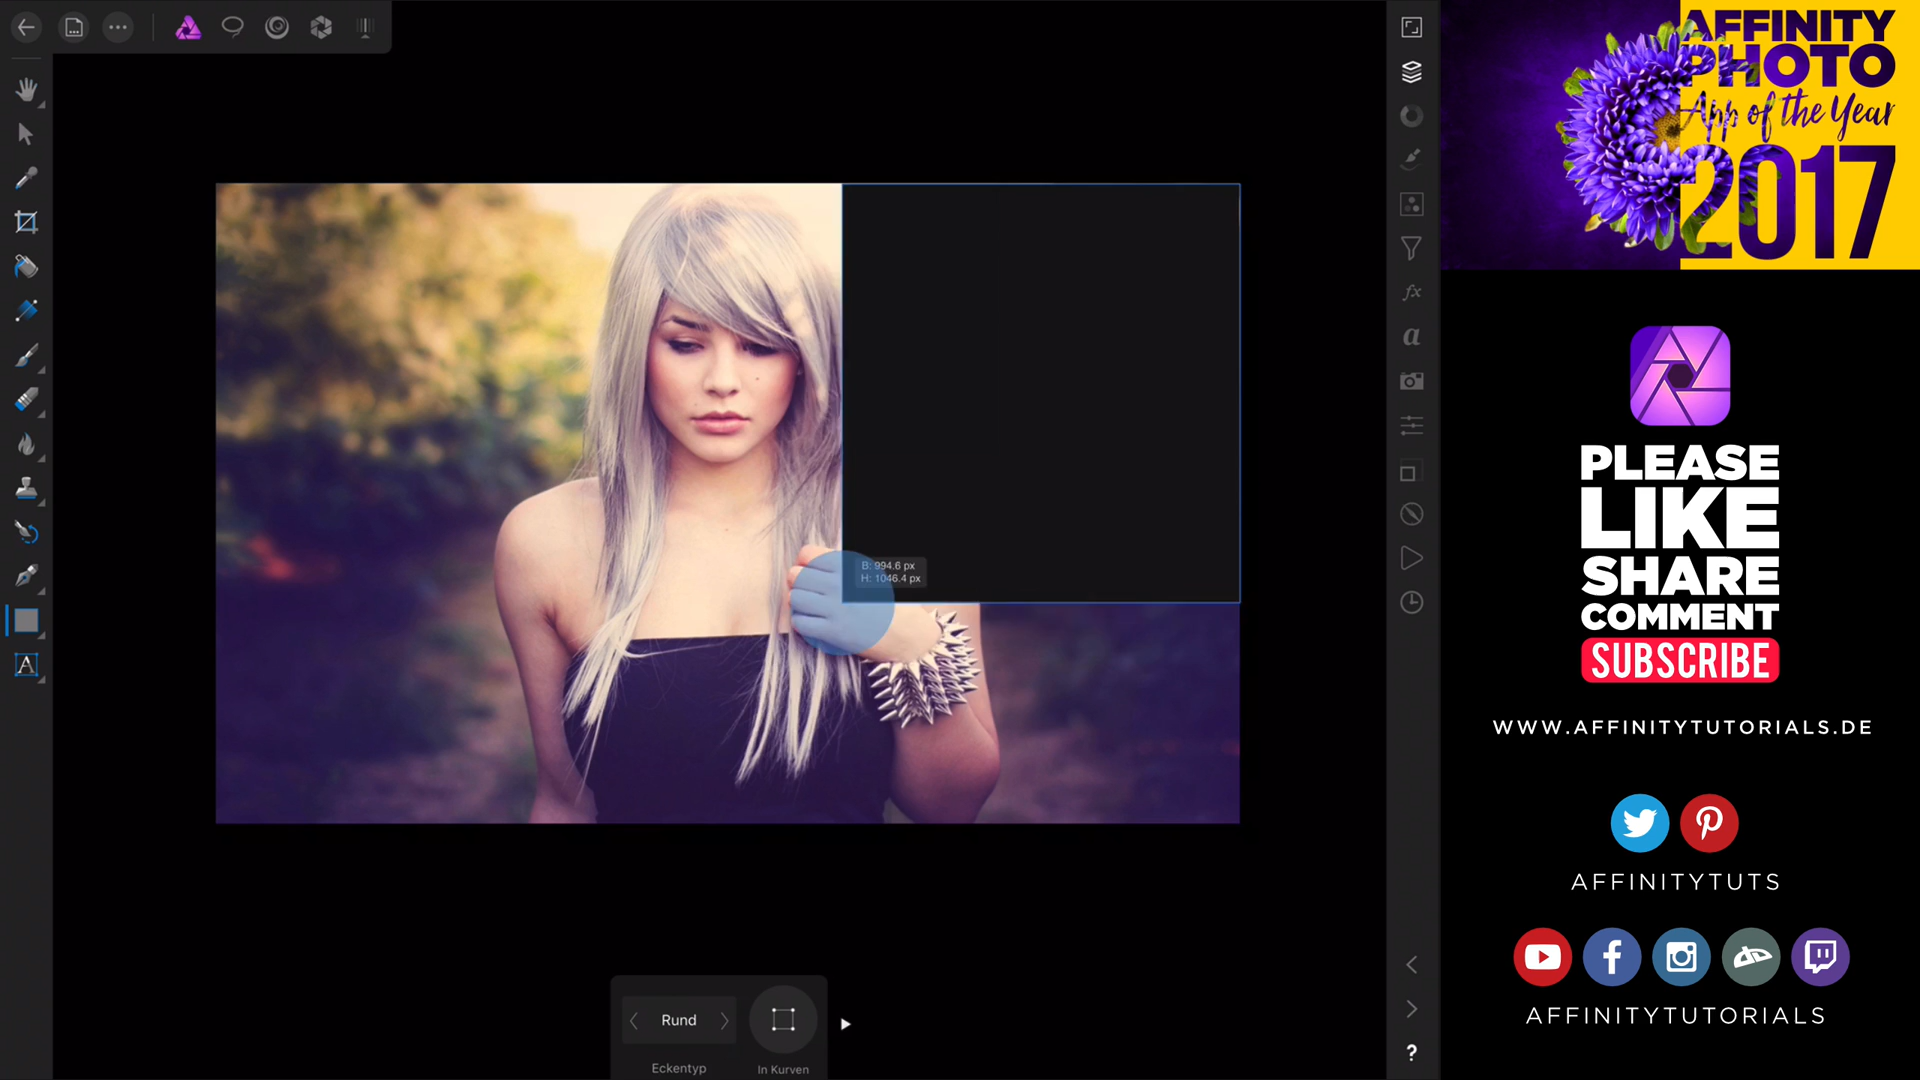 AFFINITY
PHOTO
App of the Year
2017
B: 994.6 px
H: 1046.4 px
fx
a
A
PLEASE
LIKE
SHARE
COMMENT
SUBSCRIBE
WWW.AFFINITYTUTORIALS.DE
AFFINITYTUTS
AFFINITYTUTORIALS
Rund
Eckentyp
In Kurven
?